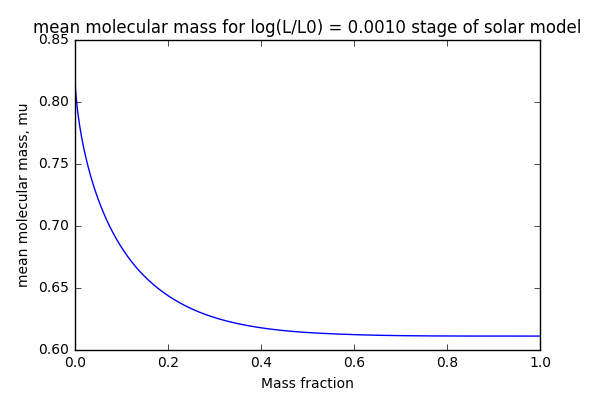 mean molecular mass for log(L/L0) = 0.0010 stage of solar model
0.85
0.80
0.75
0.70
0.65
0.60
mean molecular mass, mu
0.0 0.2 0.4 0.6 0.8 1.0
Mass fraction